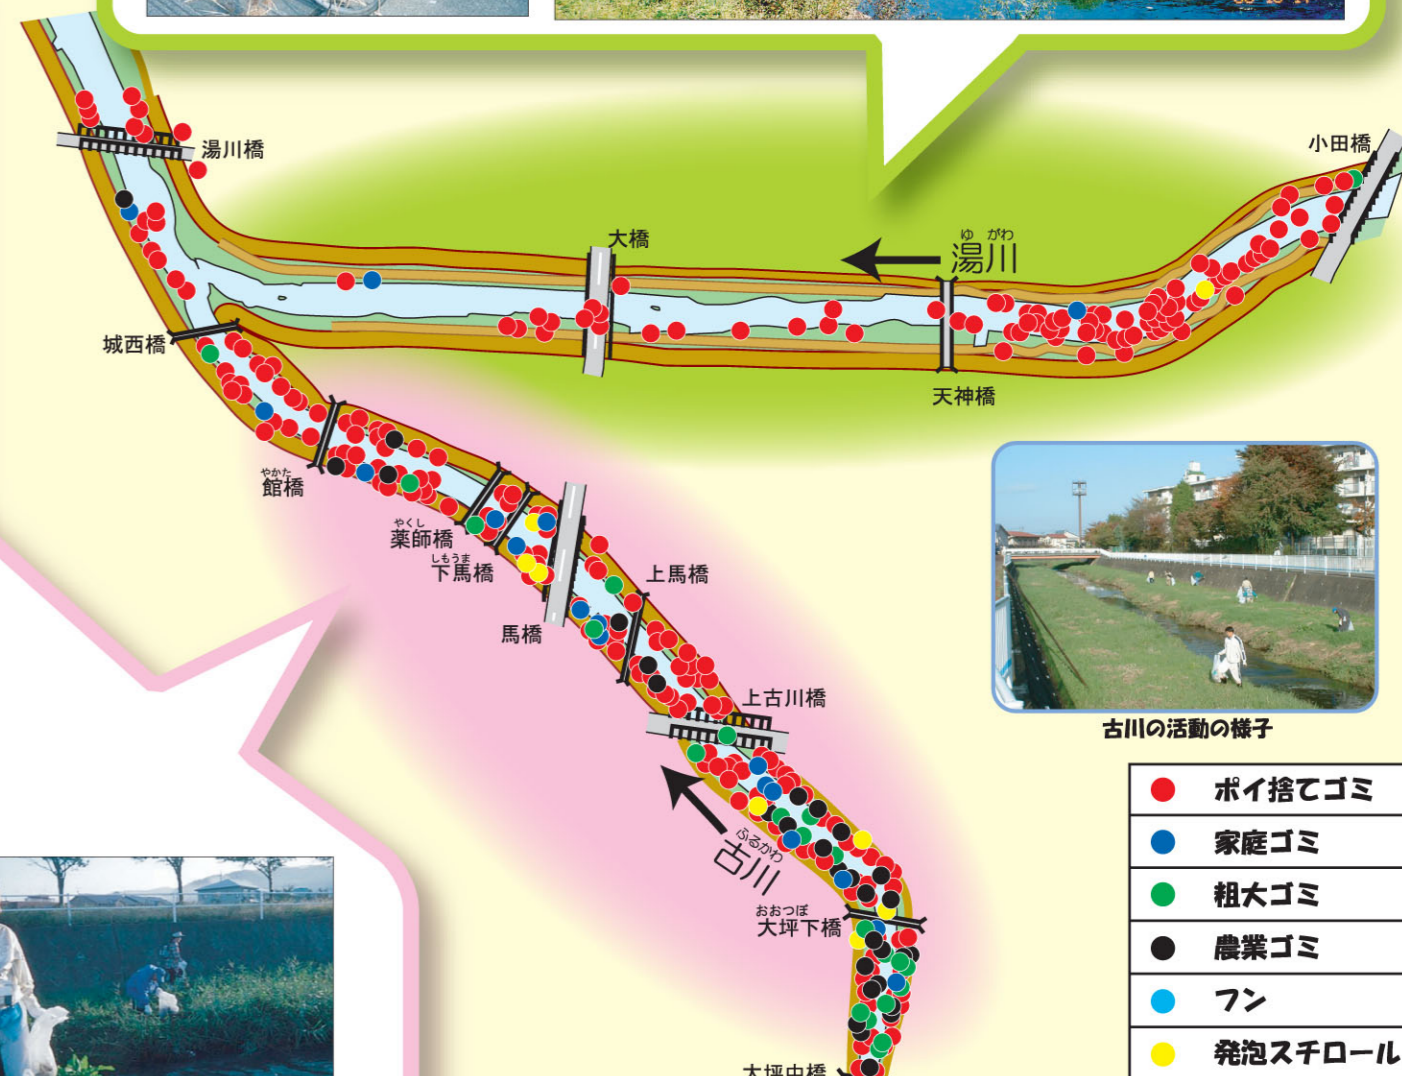 湯川橋
小田橋
大橋
ゆ がわ
湯川
城西橋
天神橋
やかた
館橋
やくし
薬師橋
しもうま
下馬橋
上馬橋
馬橋
上古川橋
古川の活動の様子
ふるかわ
古川
おおつぼ
大坪下橋
大坪中橋
ポイ捨てゴミ
家庭ゴミ
粗大ゴミ
農業ゴミ
フン
発泡スチロール